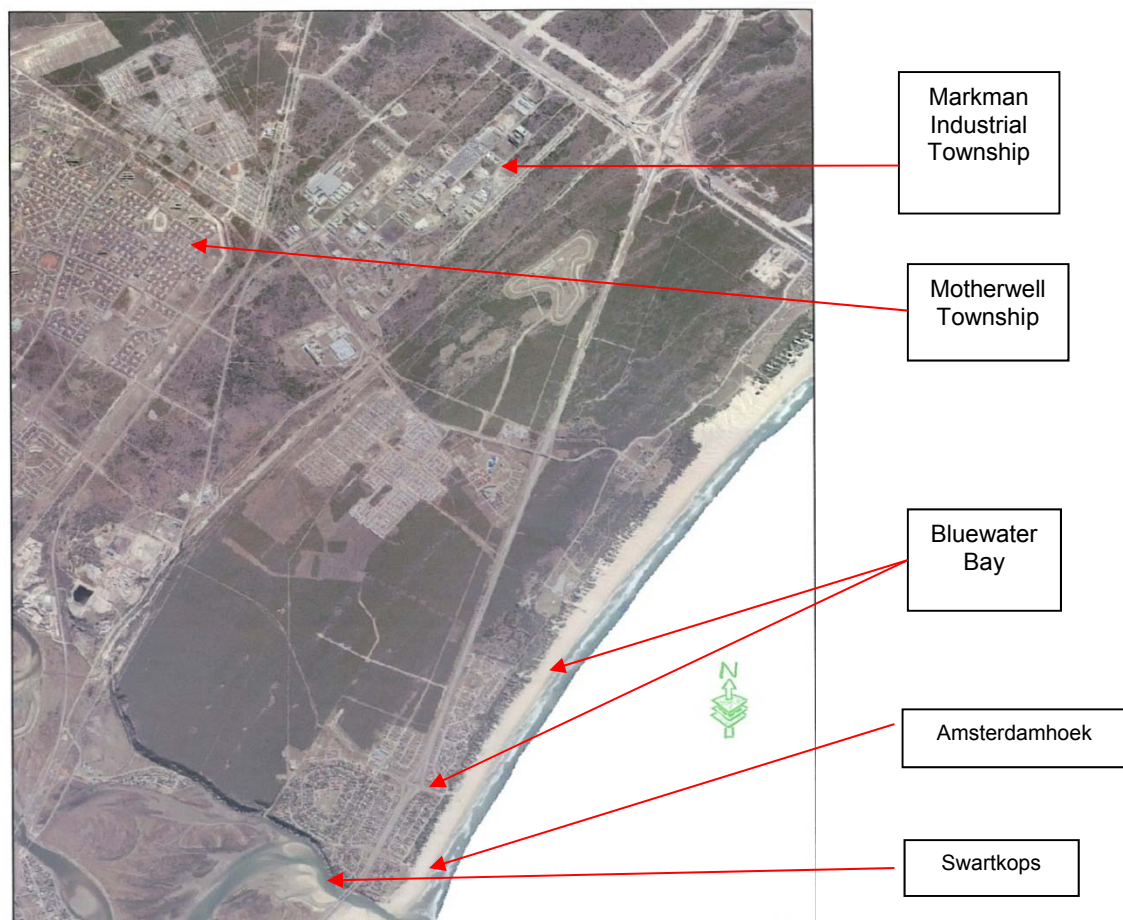 Markman
Industrial
Township
Motherwell
Township
Bluewater
Bay
N
Amsterdamhoek
Swartkops